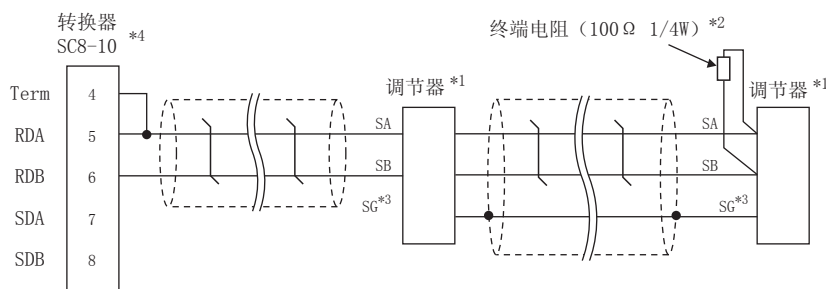 转换器
SC8-10 *4
终端电阻（100Ω 1/4W）*2
调节器*1
调节器*1
Term 4
RDA 5
RDB 6
SDA 7
SDB 8
SA
SB
SG*3
SA
SB
SG*3